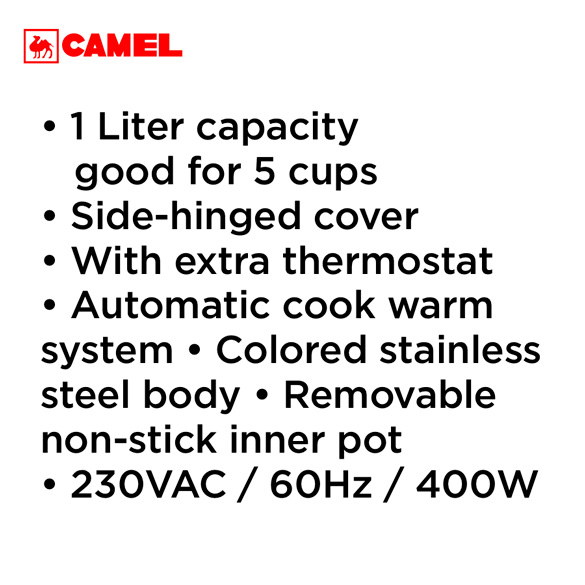 CAMEL
• 1 Liter capacity
good for 5 cups
• Side-hinged cover
• With extra thermostat
• Automatic cook warm
system • Colored stainless
steel body • Removable
non-stick inner pot
• 230VAC / 60Hz / 400W